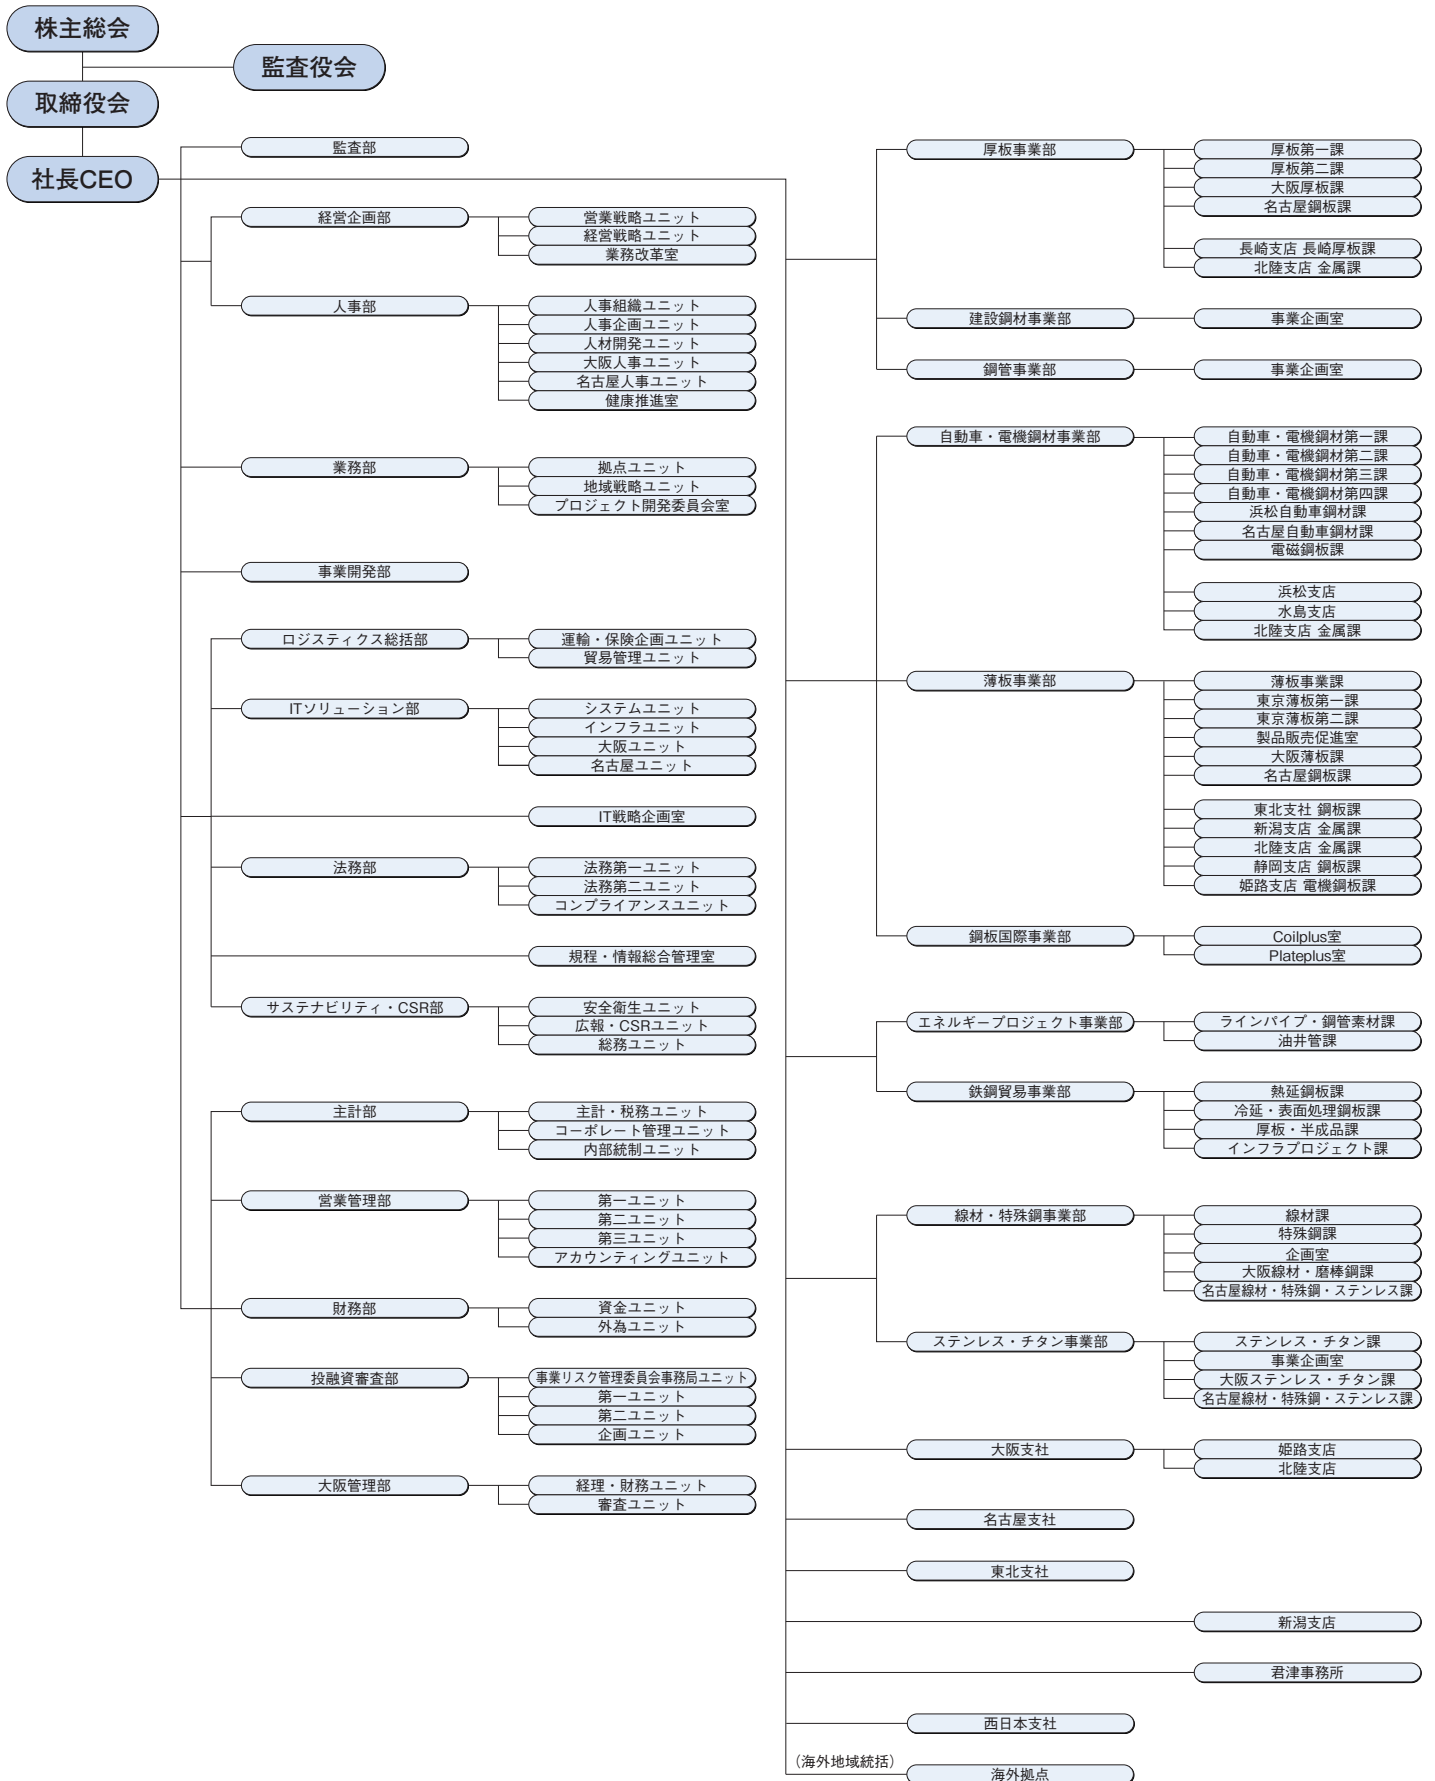 株主総会
監査役会
取締役会
社長CEO
監査部
経営企画部
営業戦略ユニット
経営戦略ユニット
業務改革室
人事部
人事組織ユニット
人事企画ユニット
人材開発ユニット
大阪人事ユニット
名古屋人事ユニット
健康推進室
業務部
拠点ユニット
地域戦略ユニット
プロジェクト開発委員会室
事業開発部
ロジスティクス総括部
運輸・保険企画ユニット
貿易管理ユニット
ITソリューション部
システムユニット
インフラユニット
大阪ユニット
名古屋ユニット
IT戦略企画室
法務部
法務第一ユニット
法務第二ユニット
コンプライアンスユニット
規程・情報総合管理室
サステナビリティ・CSR部
安全衛生ユニット
広報・CSRユニット
総務ユニット
主計部
主計・税務ユニット
コーポレート管理ユニット
内部統制ユニット
営業管理部
第一ユニット
第二ユニット
第三ユニット
アカウンティングユニット
財務部
資金ユニット
外為ユニット
投融資審査部
事業リスク管理委員会事務局ユニット
第一ユニット
第二ユニット
企画ユニット
大阪管理部
経理・財務ユニット
審査ユニット
厚板事業部
厚板第一課
厚板第二課
大阪厚板課
名古屋鋼板課
長崎支店 長崎厚板課
北陸支店 金属課
建設鋼材事業部
事業企画室
鋼管事業部
事業企画室
自動車・電機鋼材事業部
自動車・電機鋼材第一課
自動車・電機鋼材第二課
自動車・電機鋼材第三課
自動車・電機鋼材第四課
浜松自動車鋼材課
名古屋自動車鋼材課
電磁鋼板課
浜松支店
水島支店
北陸支店 金属課
薄板事業部
薄板事業課
東京薄板第一課
東京薄板第二課
製品販売促進室
大阪薄板課
名古屋鋼板課
東北支社 鋼板課
新潟支店 金属課
北陸支店 金属課
静岡支店 鋼板課
姫路支店 電機鋼板課
鋼板国際事業部
Coilplus室
Plateplus室
エネルギープロジェクト事業部
ラインパイプ・鋼管素材課
油井管課
鉄鋼貿易事業部
熱延鋼板課
冷延・表面処理鋼板課
厚板・半成品課
インフラプロジェクト課
線材・特殊鋼事業部
線材課
特殊鋼課
企画室
大阪線材・磨棒鋼課
名古屋線材・特殊鋼・ステンレス課
ステンレス・チタン事業部
ステンレス・チタン課
事業企画室
大阪ステンレス・チタン課
名古屋線材・特殊鋼・ステンレス課
大阪支社
姫路支店
北陸支店
名古屋支社
東北支社
新潟支店
君津事務所
西日本支社
（海外地域統括）
海外拠点